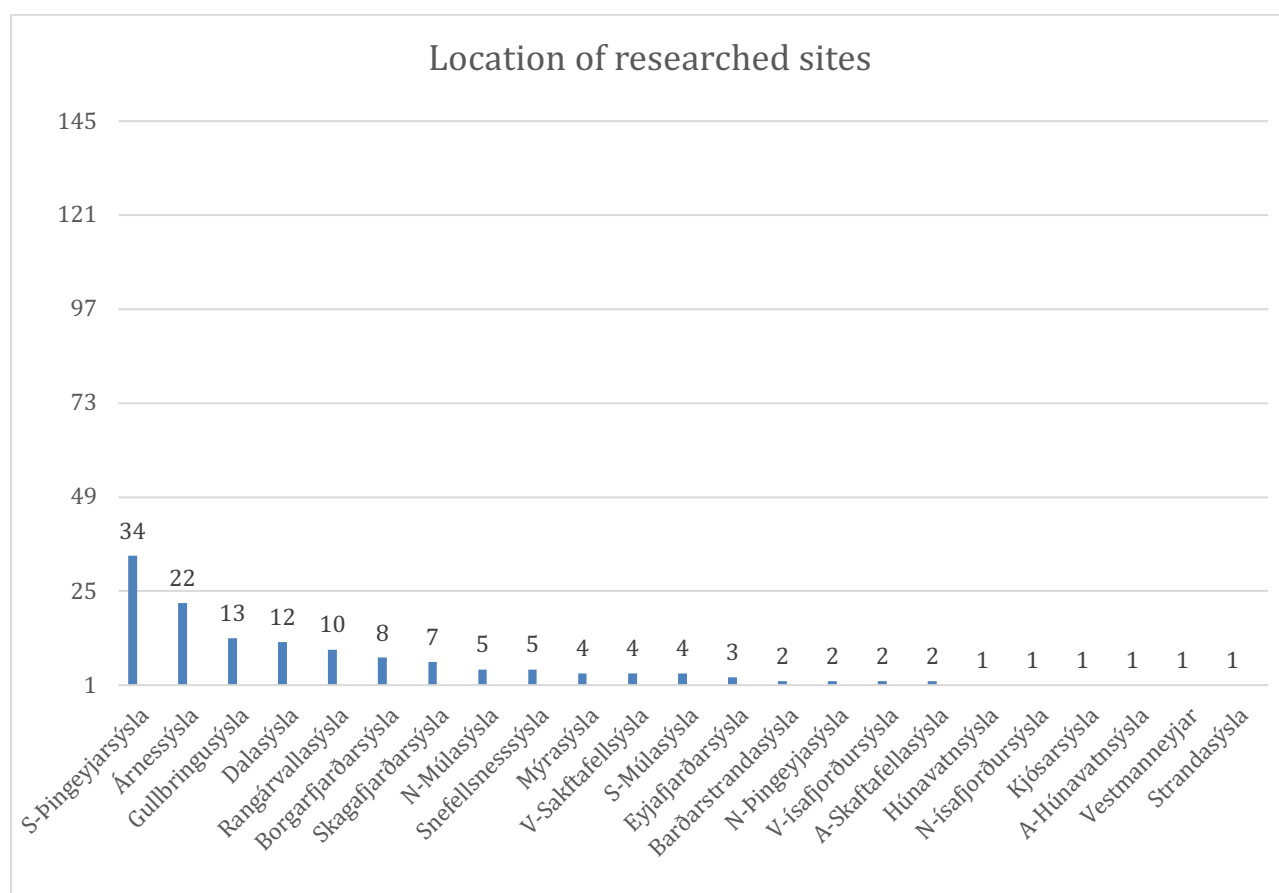 Location of researched sites
145
121
97
73
49
25
1
34
22
13
12
10
8
7
5
5
4
4
4
3
2
2
2
2
1
1
1
1
1
1
S-Þingeyjarsýsla
Árnessýsla
Gullbringusýsla
Dalasýsla
Rangárvallasýsla
Borgarfjarðarsýsla
Skagafjarðarsýsla
N-Múlasýsla
Snefellsnessýsla
Mýrasýsla
V-Sakftafellsýsla
S-Múlasýsla
Eyjafjarðarsýsla
Barðarstrandasýsla
N-Þingeyjasýsla
V-ísafjorðursýsla
A-Skaftafellasýsla
Húnavatnsýsla
N-ísafjorðursýsla
Kjósarsýsla
A-Húnavatnsýsla
Vestmanneyjar
Strandasýsla